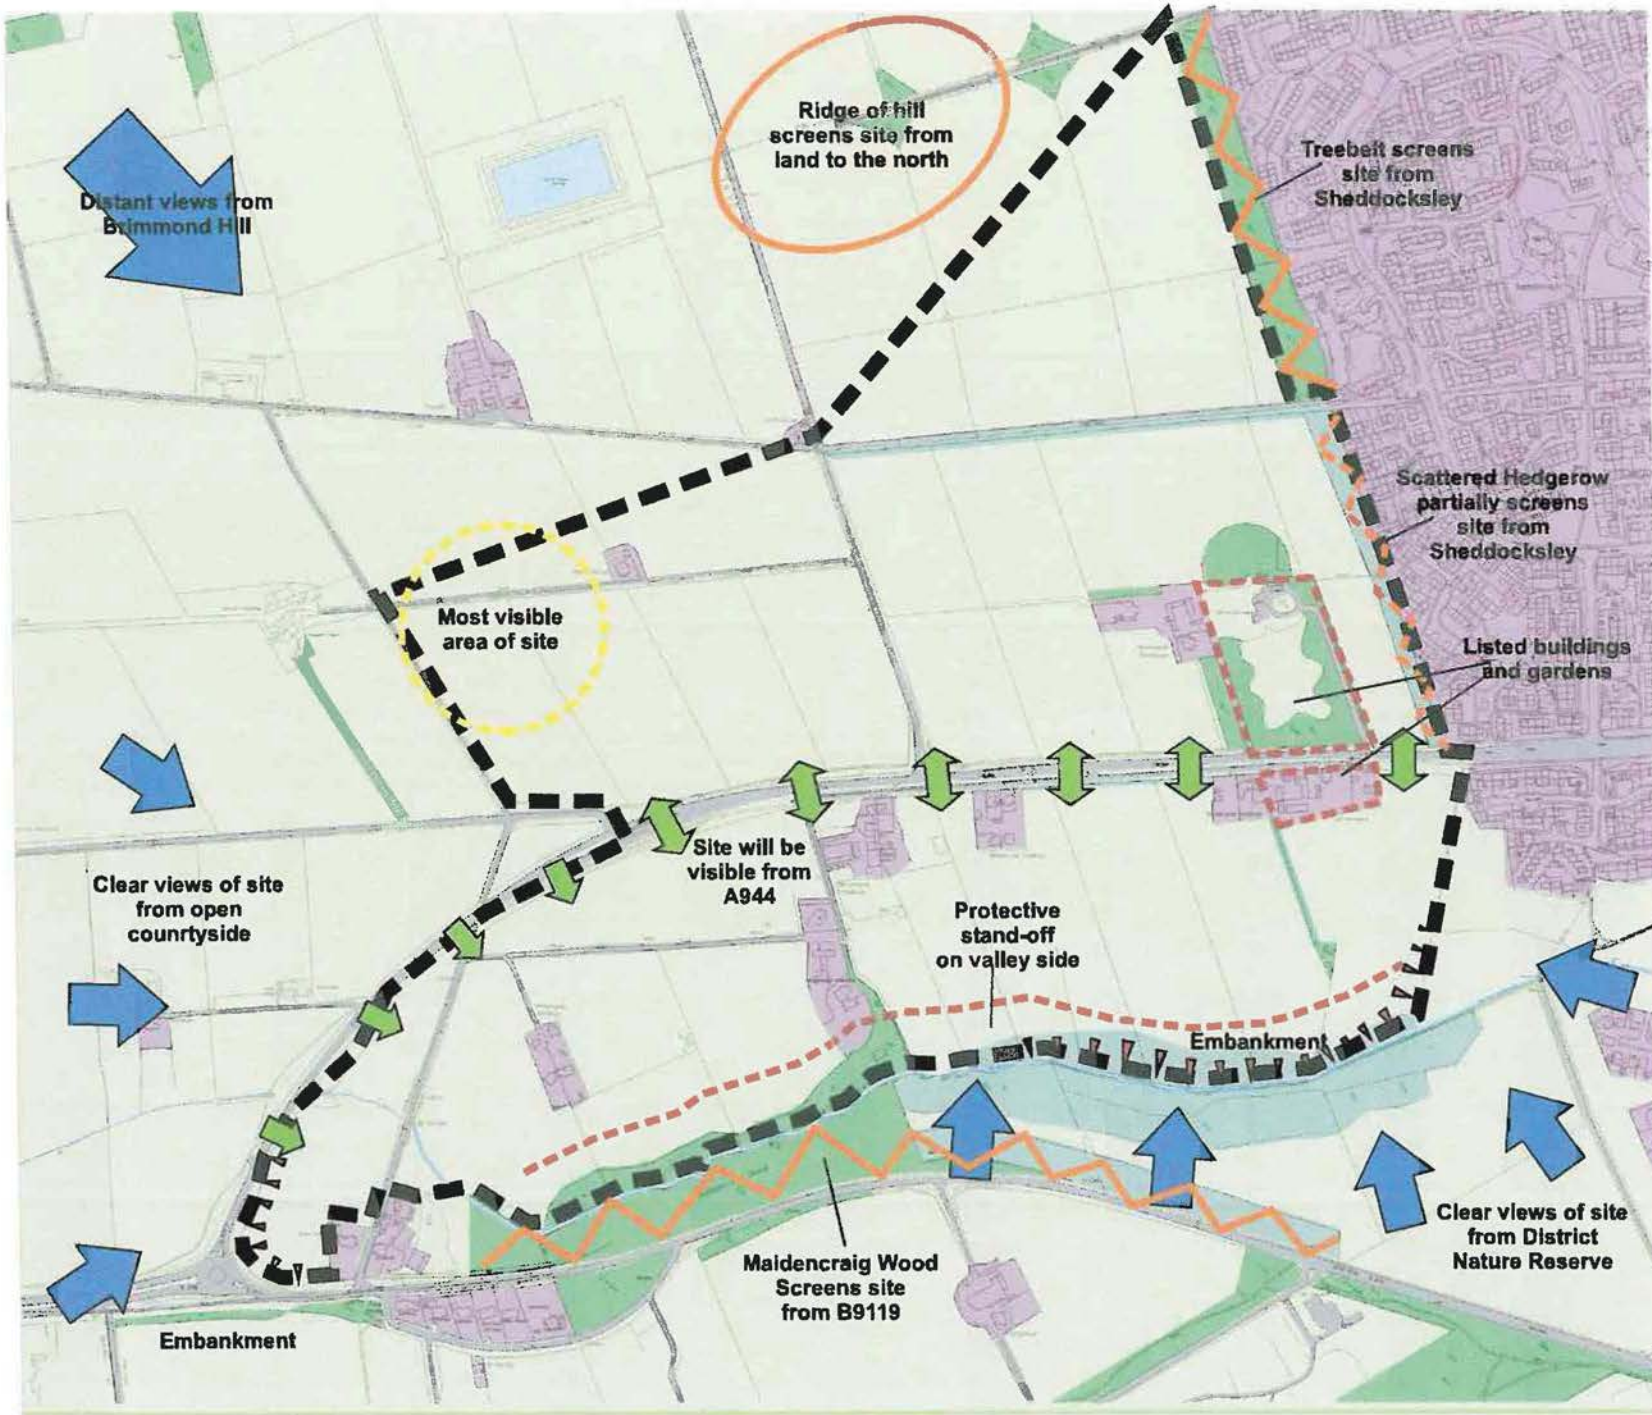 Ridge of hill
screens site from
land to the north
Treebelt screens
site from
Sheddocksley
Distant views from
Brimmond Hill
Scattered Hedgerow
partially screens
site from
Sheddocksley
Most visible
area of site
Listed buildings
and gardens
Site will be
visible from
A944
Clear views of site
from open
counrtyside
Protective
stand-off
on valley side
Embankment
Clear views of site
from District
Nature Reserve
Maidencraig Wood
Screens site
from B9119
Embankment